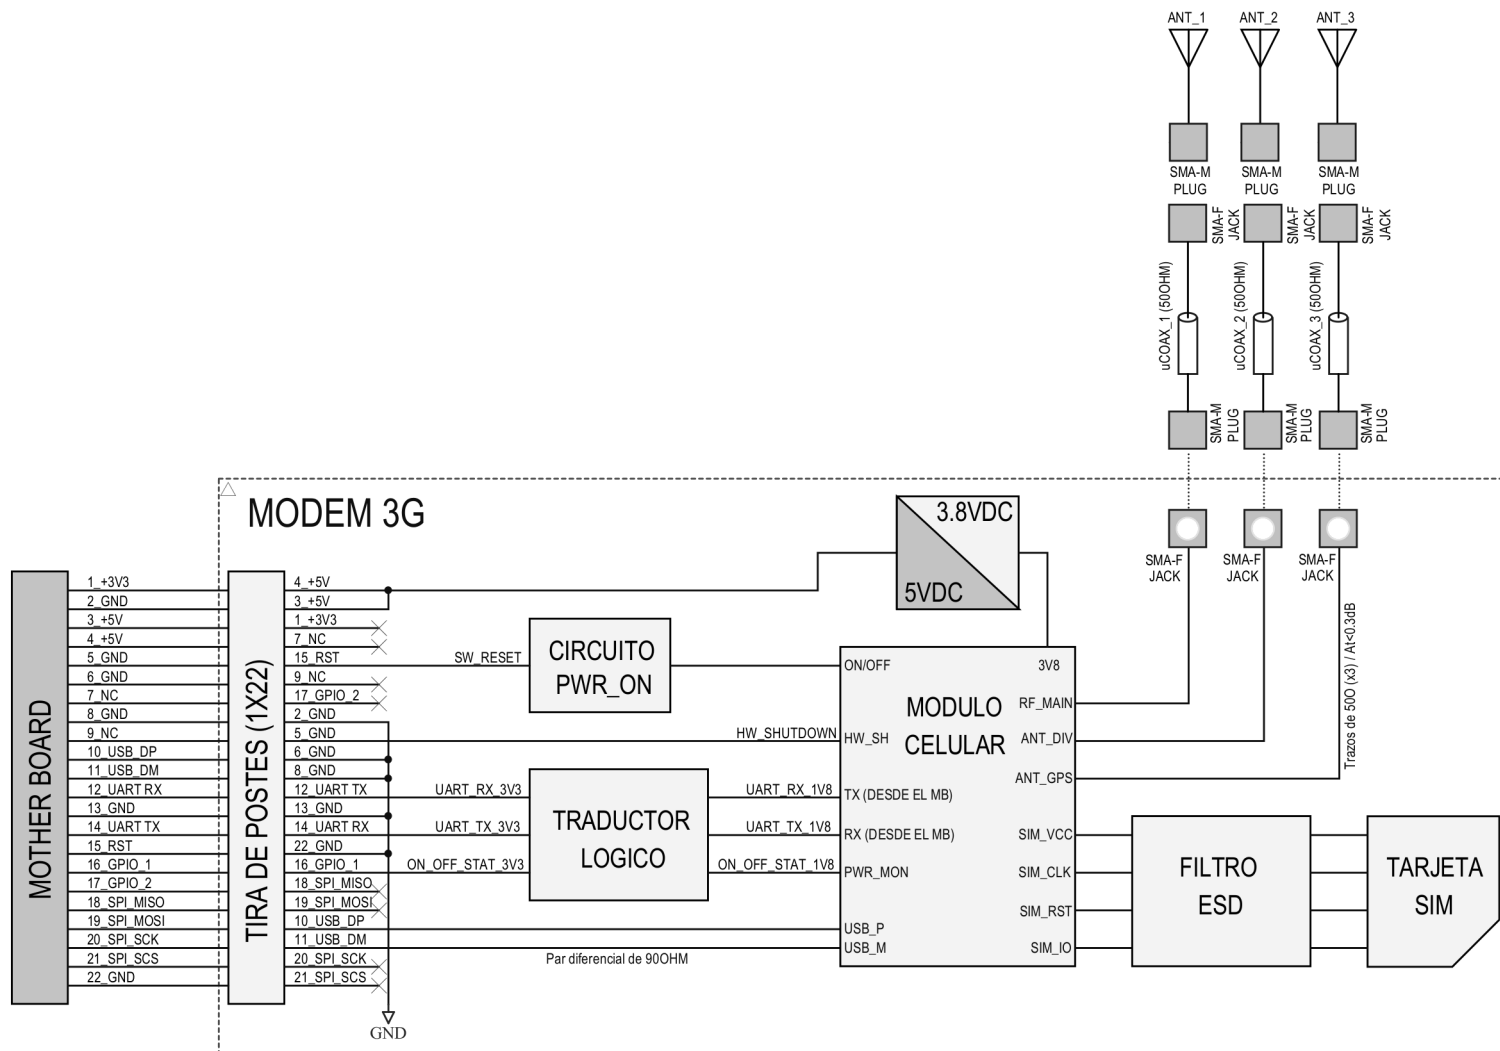 ANT_1
ANT_2
ANT_3
SMA-M
PLUG
SMA-M
PLUG
SMA-M
PLUG
SMA-F
JACK
SMA-F
JACK
SMA-F
JACK
uCOAX_1 (50OHM)
uCOAX_2 (50OHM)
uCOAX_3 (50OHM)
SMA-M
PLUG
SMA-M
PLUG
SMA-M
PLUG
MODEM 3G
3.8VDC
5VDC
SMA-F
JACK
SMA-F
JACK
SMA-F
JACK
Trazos de 50O (x3) / At<0.3dB
MOTHER BOARD
1_+3V3
2_GND
3_+5V
4_+5V
5_GND
6_GND
7_NC
8_GND
9_NC
10_USB_DP
11_USB_DM
12_UART RX
13_GND
14_UART TX
15_RST
16_GPIO_1
17_GPIO_2
18_SPI_MISO
19_SPI_MOSI
20_SPI_SCK
21_SPI_SCS
22_GND
TIRA DE POSTES (1X22)
4_+5V
3_+5V
1_+3V3
7_NC
15_RST
9_NC
17_GPIO_2
2_GND
5_GND
6_GND
8_GND
12_UART TX
13_GND
14_UART RX
22_GND
16_GPIO_1
18_SPI_MISO
19_SPI_MOSI
10_USB_DP
11_USB_DM
20_SPI_SCK
21_SPI_SCS
GND
SW_RESET
CIRCUITO
PWR_ON
HW_SHUTDOWN
UART_RX_3V3
UART_TX_3V3
ON_OFF_STAT_3V3
TRADUCTOR
LOGICO
UART_RX_1V8
UART_TX_1V8
ON_OFF_STAT_1V8
Par diferencial de 90OHM
ON/OFF
3V8
MODULO
CELULAR
RF_MAIN
HW_SH
ANT_DIV
ANT_GPS
TX (DESDE EL MB)
RX (DESDE EL MB)
PWR_MON
USB_P
USB_M
SIM_VCC
SIM_CLK
SIM_RST
SIM_IO
FILTRO
ESD
TARJETA
SIM